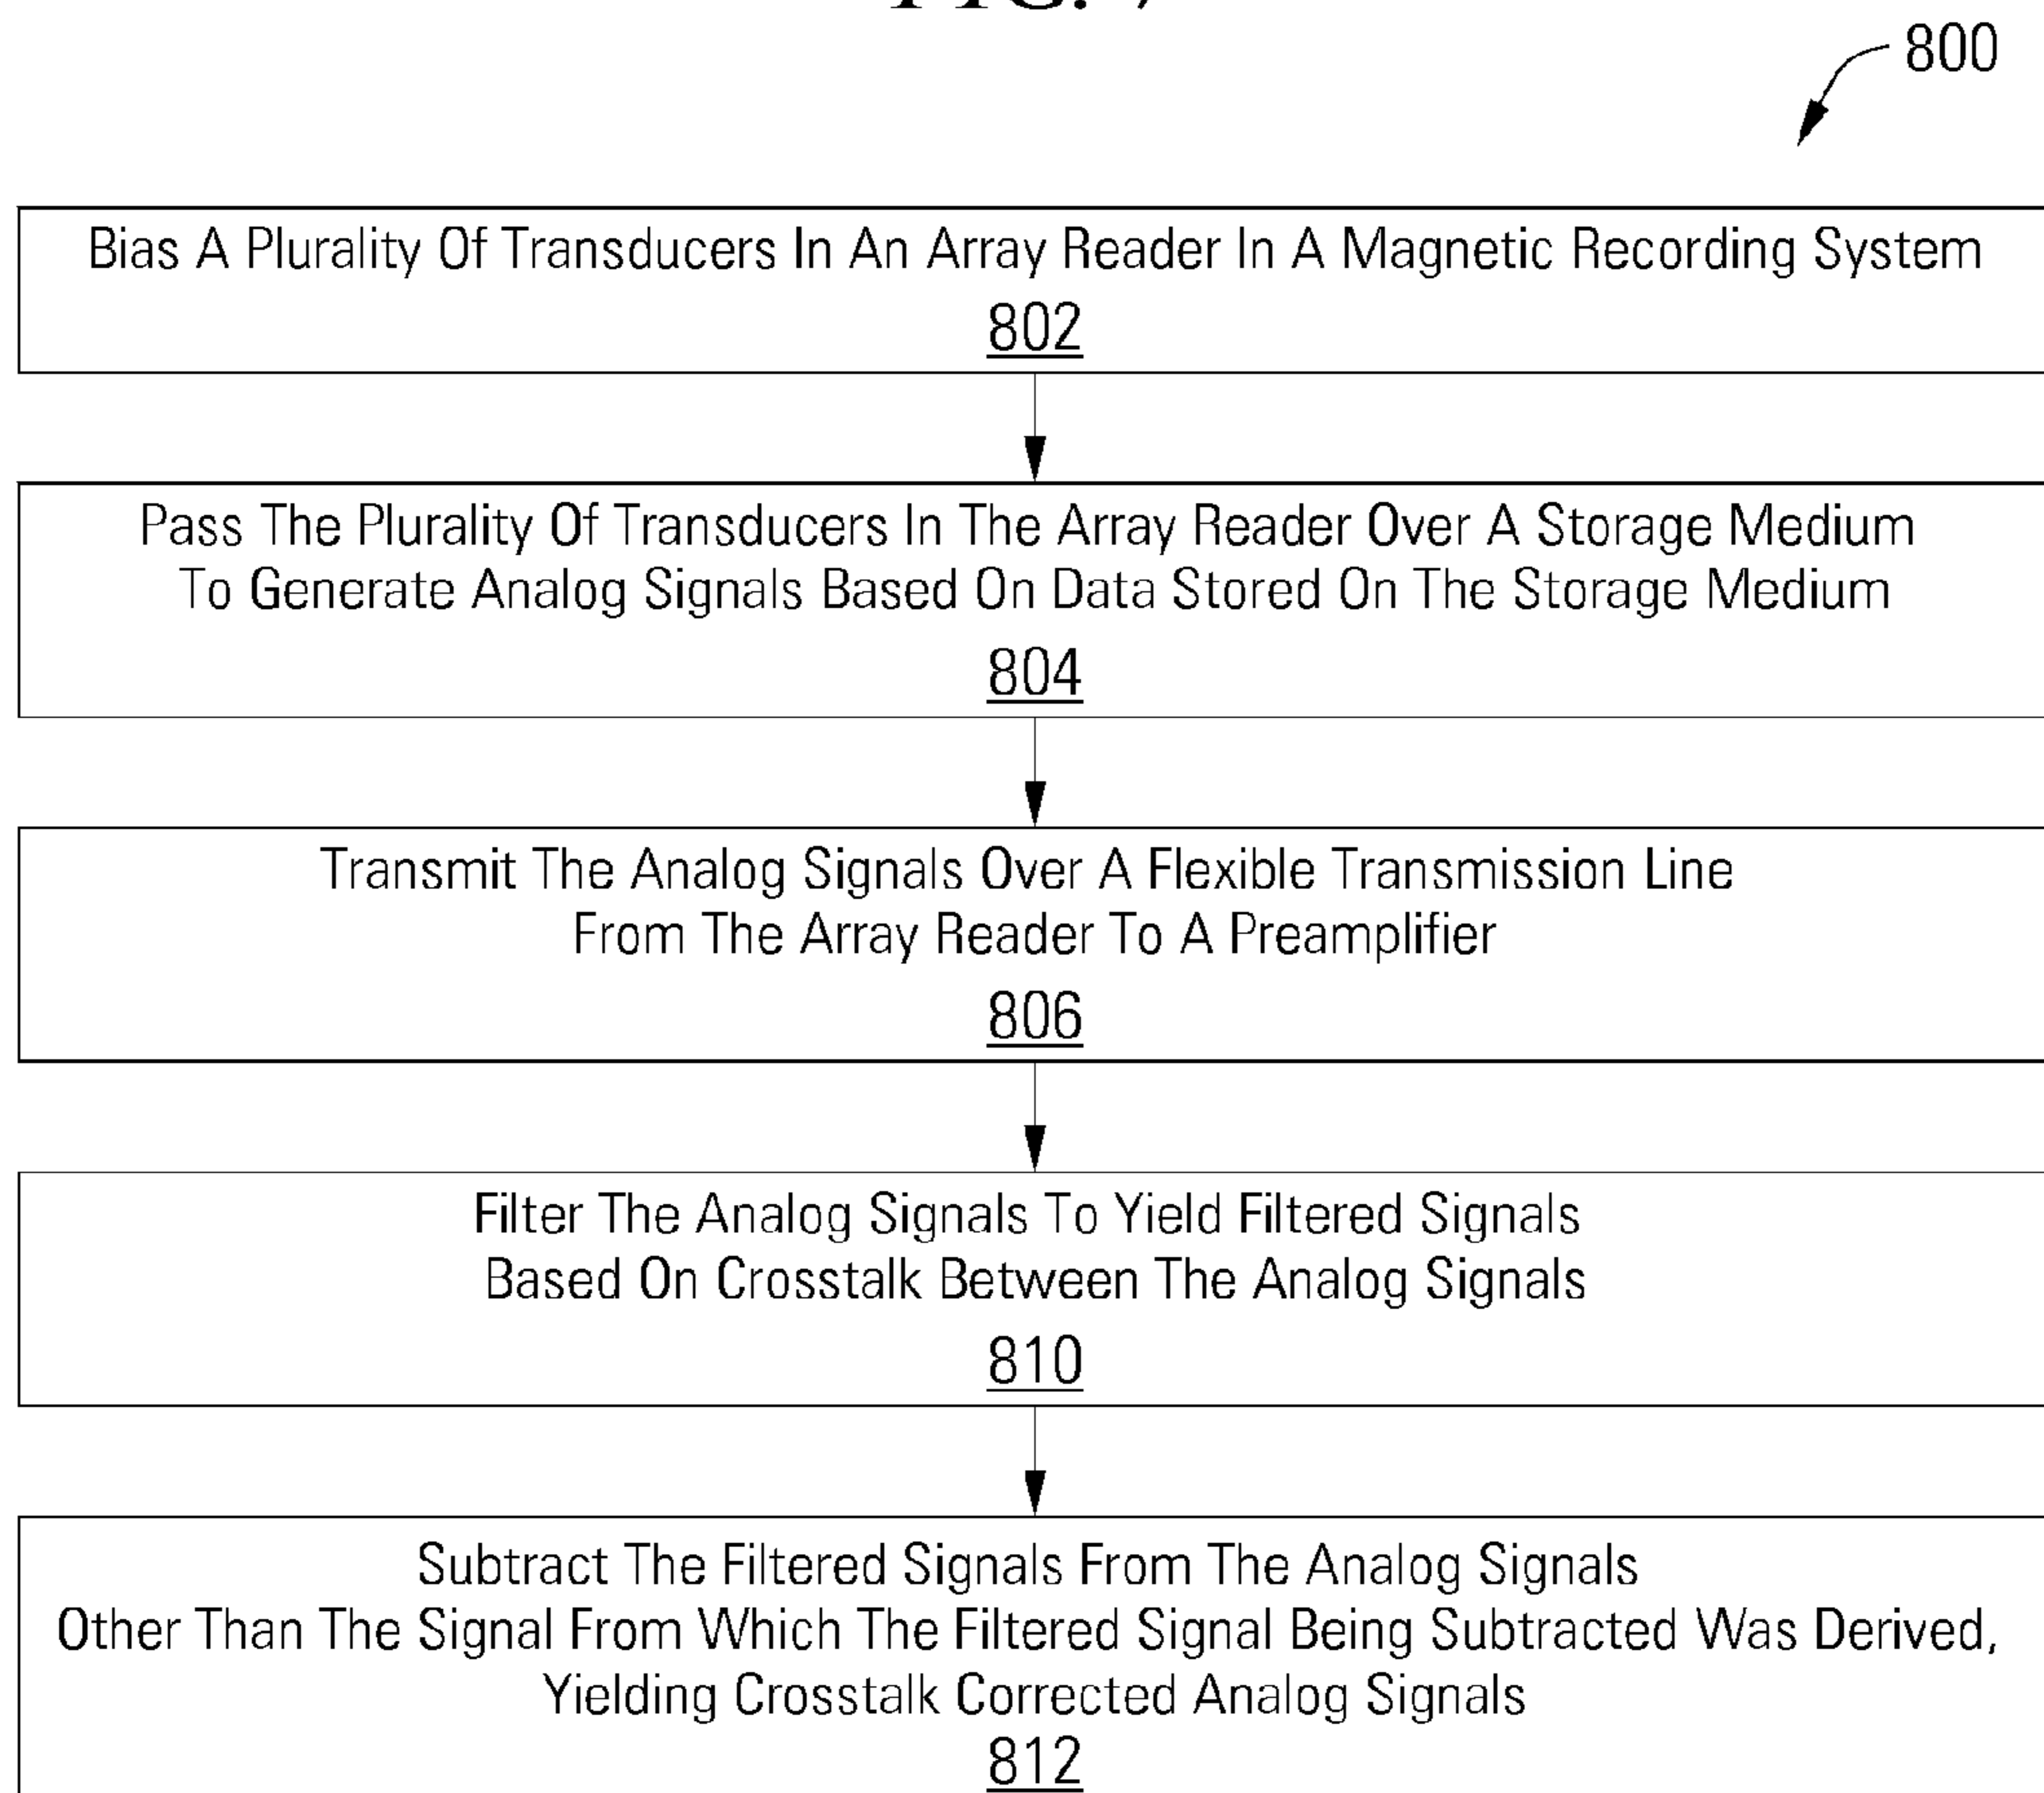 FIG. 7
800
Bias A Plurality Of Transducers In An Array Reader In A Magnetic Recording System
802
Pass The Plurality Of Transducers In The Array Reader Over A Storage Medium
To Generate Analog Signals Based On Data Stored On The Storage Medium
804
Transmit The Analog Signals Over A Flexible Transmission Line
From The Array Reader To A Preamplifier
806
Filter The Analog Signals To Yield Filtered Signals
Based On Crosstalk Between The Analog Signals
810
Subtract The Filtered Signals From The Analog Signals
Other Than The Signal From Which The Filtered Signal Being Subtracted Was Derived,
Yielding Crosstalk Corrected Analog Signals
812